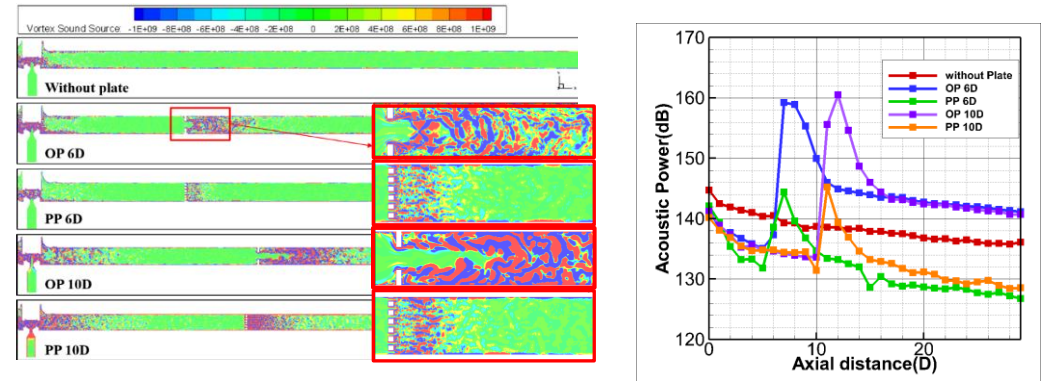 Vortex Sound Source: -1E+09 -8E+08 -6E+08 -4E+08 -2E+08 0 2E+08 4E+08 6E+08 8E+08 1E+09
Without plate
OP 6D
PP 6D
OP 10D
PP 10D
170
160
150
140
130
120
Acoustic Power(dB)
without Plate
OP 6D
PP 6D
OP 10D
PP 10D
0 10 20
Axial distance(D)